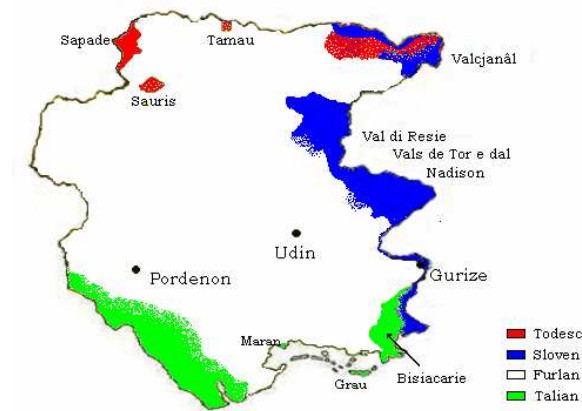 Sapade
Tamau
Valcjanâl
Sauris
Val di Resie
Vals de Tor e dal
Nadison
Udin
Gurize
Pordenon
Maran
Grau
Bisiacarie
Todesc
Sloven
Furlan
Talian